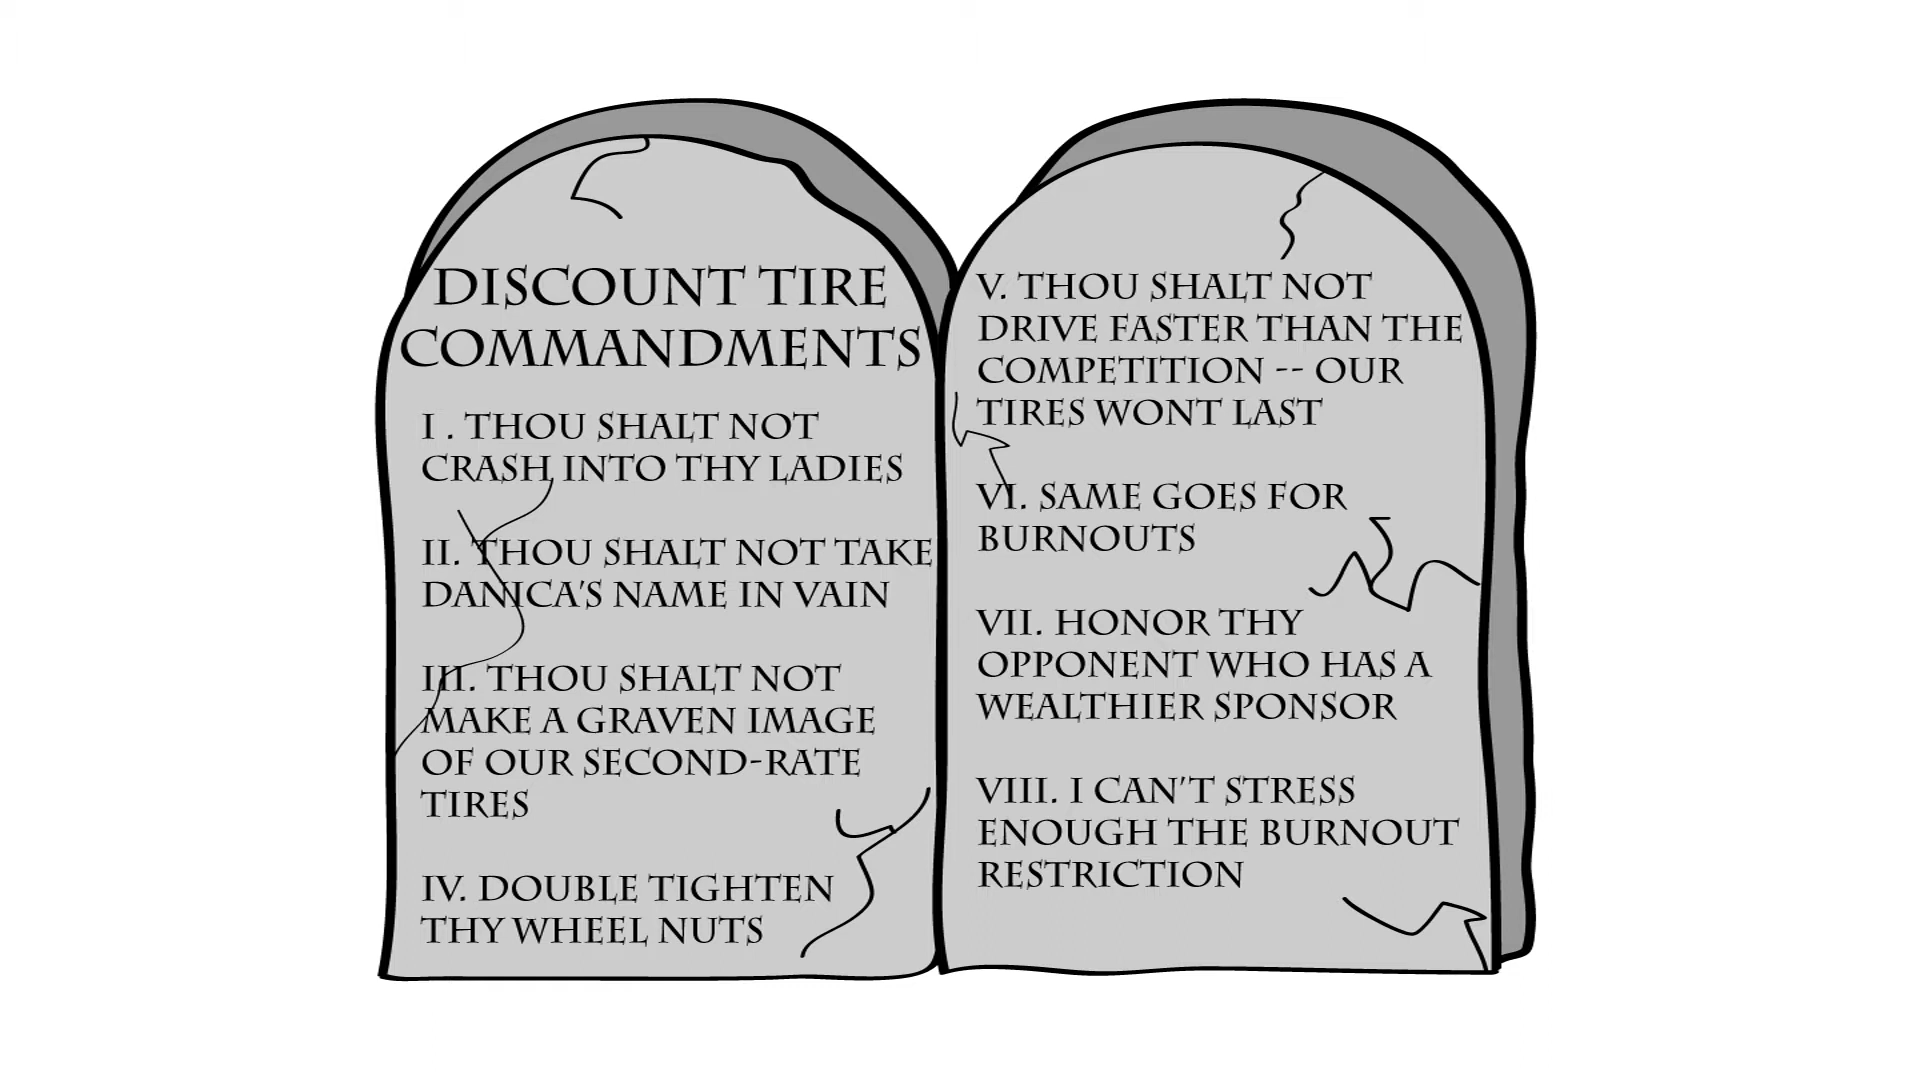 DISCOUNT TIRE
COMMANDMENTS
I . THOU SHALT NOT
CRASH INTO THY LADIES
II. THOU SHALT NOT TAKE
DANICA'S NAME IN VAIN
III. THOU SHALT NOT
MAKE A GRAVEN IMAGE
OF OUR SECOND-RATE
TIRES
IV. DOUBLE TIGHTEN
THY WHEEL NUTS
V. THOU SHALT NOT
DRIVE FASTER THAN THE
COMPETITION -- OUR
TIRES WONT LAST
VI. SAME GOES FOR
BURNOUTS
VII. HONOR THY
OPPONENT WHO HAS A
WEALTHIER SPONSOR
VIII. I CAN'T STRESS
ENOUGH THE BURNOUT
RESTRICTION